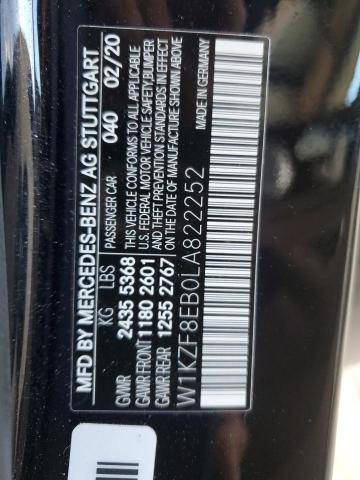 MFD BY MERCEDES-BENZ AG STUTTGART
PASSENGER CAR 040 02/20
KG LBS
GVWR 2435 5368
GAWR FRONT 1180 2601
GAWR REAR 1255 2767
THIS VEHICLE CONFORMS TO ALL APPLICABLE
U.S. FEDERAL MOTOR VEHICLE SAFETY/BUMPER
AND THEFT PREVENTION STANDARDS IN EFFECT
ON THE DATE OF MANUFACTURE SHOWN ABOVE
W1KZF8EB0LA822252
MADE IN GERMANY